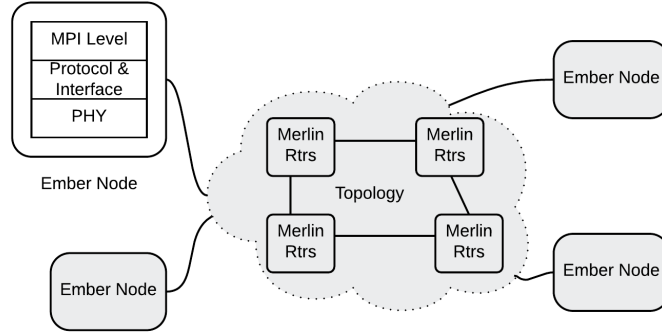 MPI Level
Protocol &
Interface
PHY
Ember Node
Ember Node
Merlin
Rtrs
Merlin
Rtrs
Topology
Merlin
Rtrs
Merlin
Rtrs
Ember Node
Ember Node